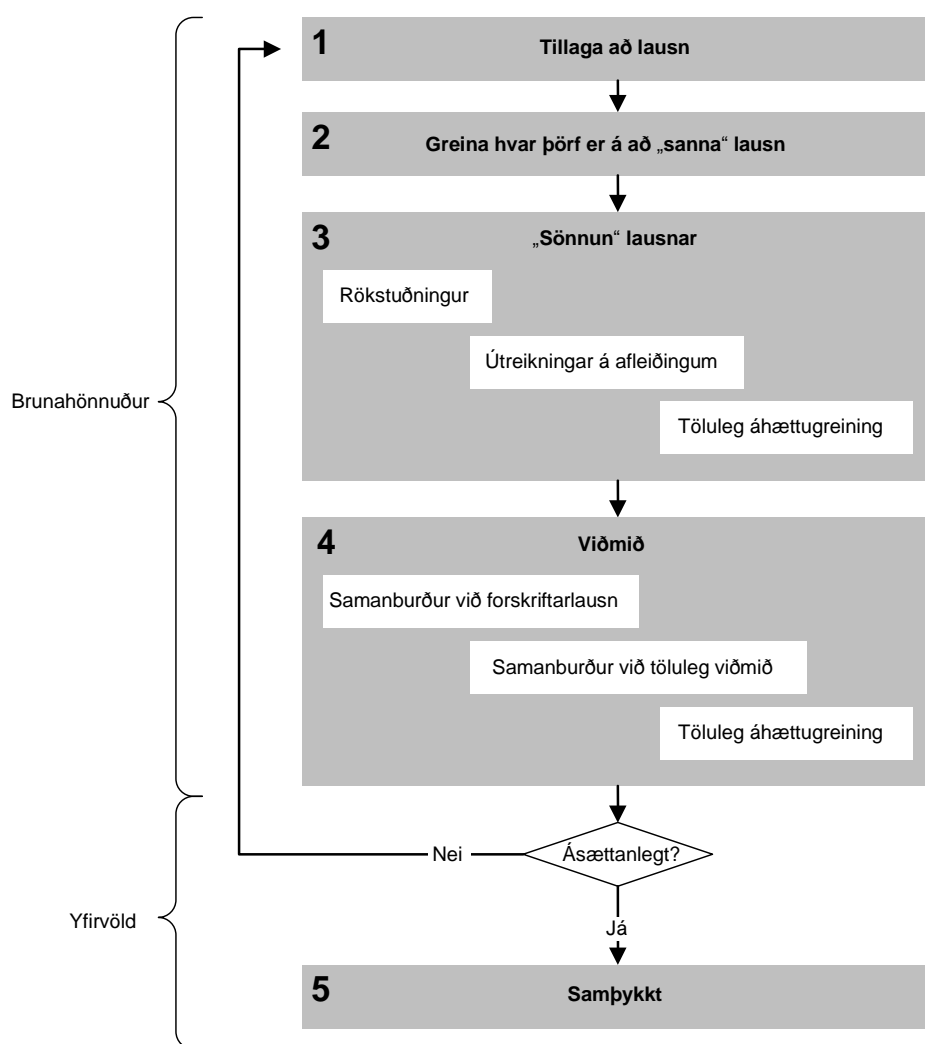 1 Tillaga að lausn
2 Greina hvar þörf er á að „sanna“ lausn
3 „Sönnun“ lausnar
Rökstuðningur
Útreikningar á afleiðingum
Brunahönnuður
Töluleg áhættugreining
4 Viðmið
Samanburður við forskriftarlausn
Samanburður við töluleg viðmið
Töluleg áhættugreining
Nei
Ásættanlegt?
Yfirvöld
Já
5 Samþykkt